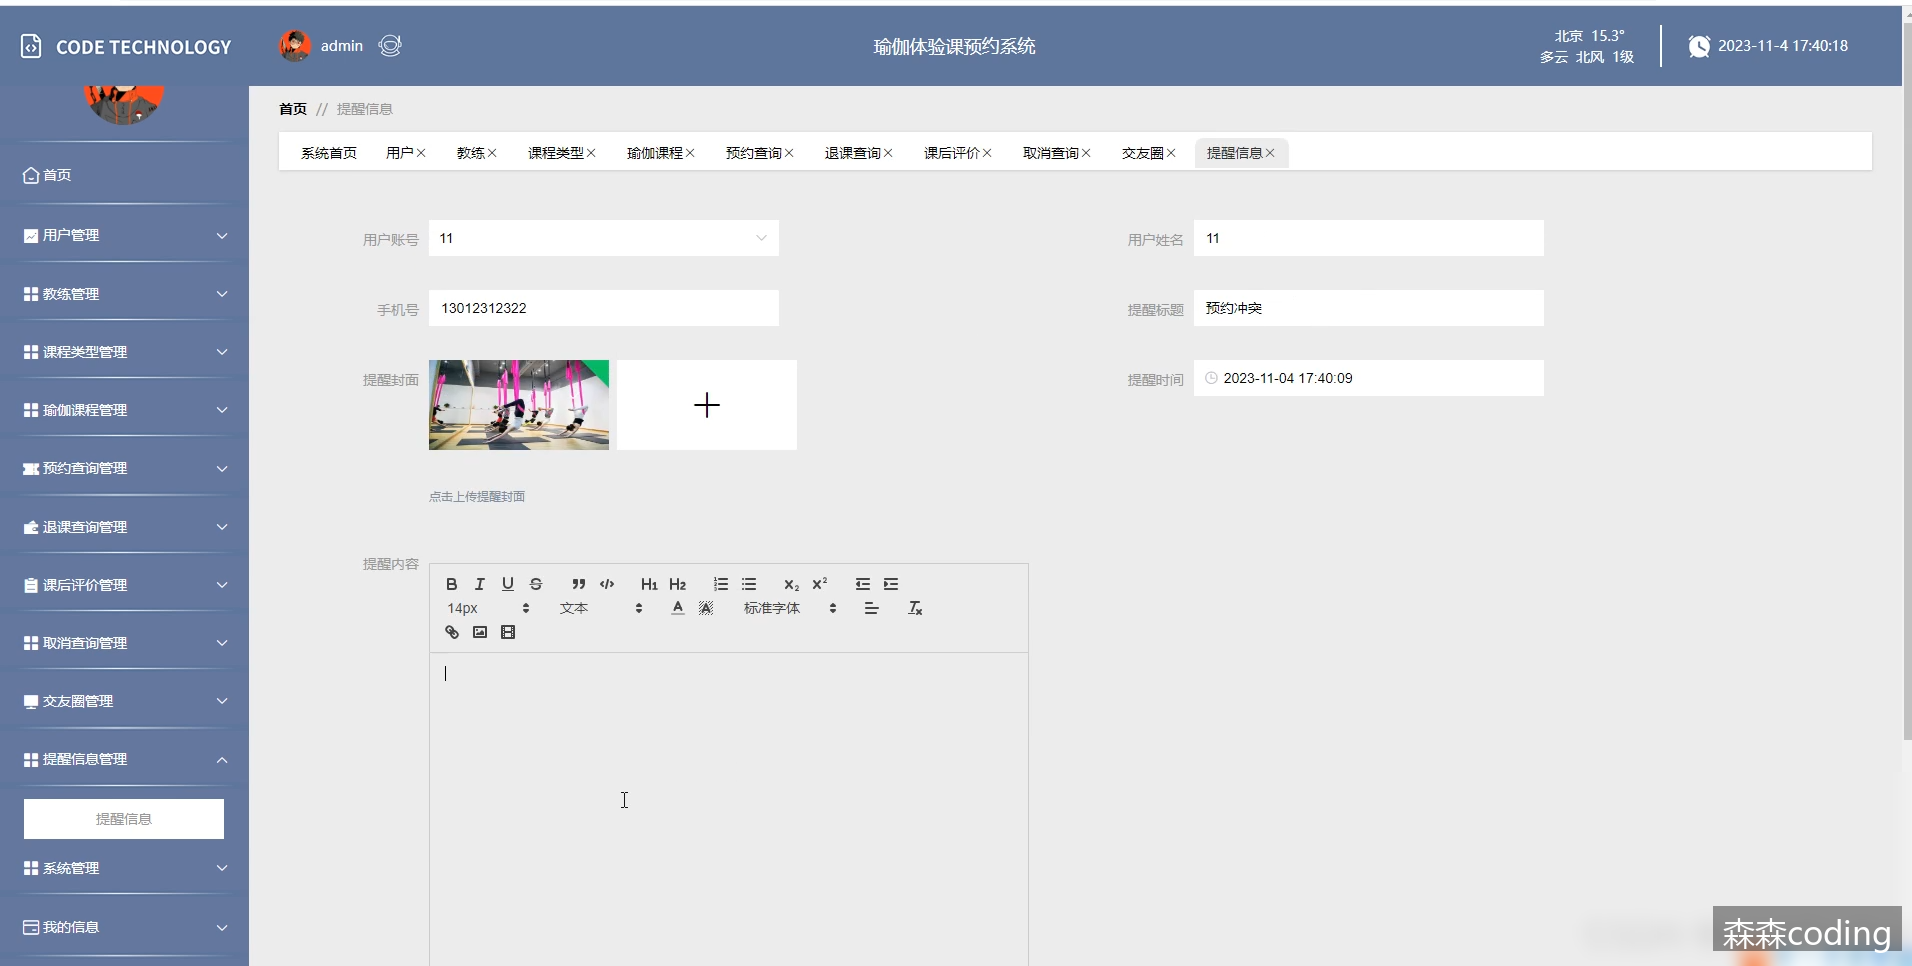 CODE TECHNOLOGY
admin
瑜伽体验课预约系统
北京 15.3°
多云 北风 1级
2023-11-4 17:40:18
首页 // 提醒信息
系统首页 用户× 教练× 课程类型× 瑜伽课程× 预约查询× 退课查询× 课后评价× 取消查询× 交友圈× 提醒信息×
首页
用户管理
教练管理
课程类型管理
瑜伽课程管理
预约查询管理
退课查询管理
课后评价管理
取消查询管理
交友圈管理
提醒信息管理
提醒信息
系统管理
我的信息
用户账号 11
用户姓名 11
手机号 13012312322
提醒标题 预约冲突
提醒封面
提醒时间 2023-11-04 17:40:09
点击上传提醒封面
提醒内容
B I U S H1 H2 X2 X2
14px 文本 A A 标准字体 Tx
森森coding